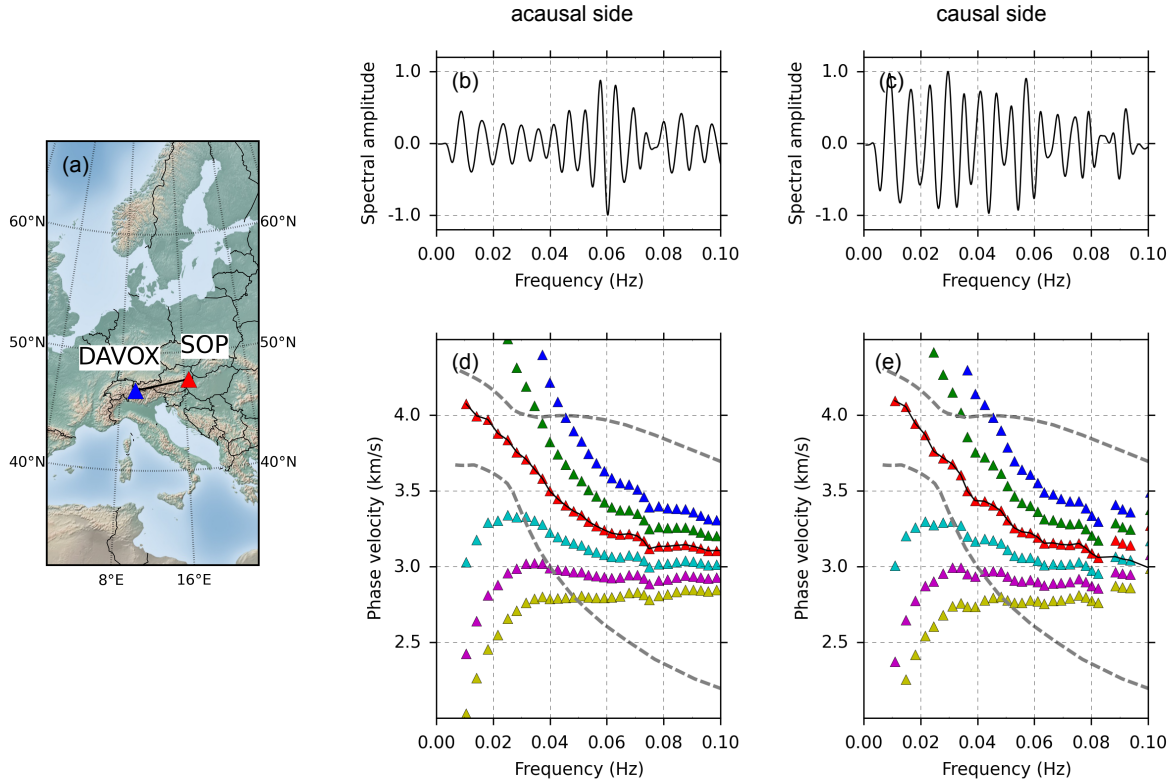 acausal side
causal side
(a)
DAVOX
SOP
60°N
60°N
50°N
50°N
40°N
40°N
8°E
16°E
(b)
Spectral amplitude
1.0
0.0
-1.0
0.00
0.02
0.04
0.06
0.08
0.10
Frequency (Hz)
(c)
Spectral amplitude
1.0
0.0
-1.0
0.00
0.02
0.04
0.06
0.08
0.10
Frequency (Hz)
(d)
Phase velocity (km/s)
4.0
3.5
3.0
2.5
0.00
0.02
0.04
0.06
0.08
0.10
Frequency (Hz)
(e)
Phase velocity (km/s)
4.0
3.5
3.0
2.5
0.00
0.02
0.04
0.06
0.08
0.10
Frequency (Hz)